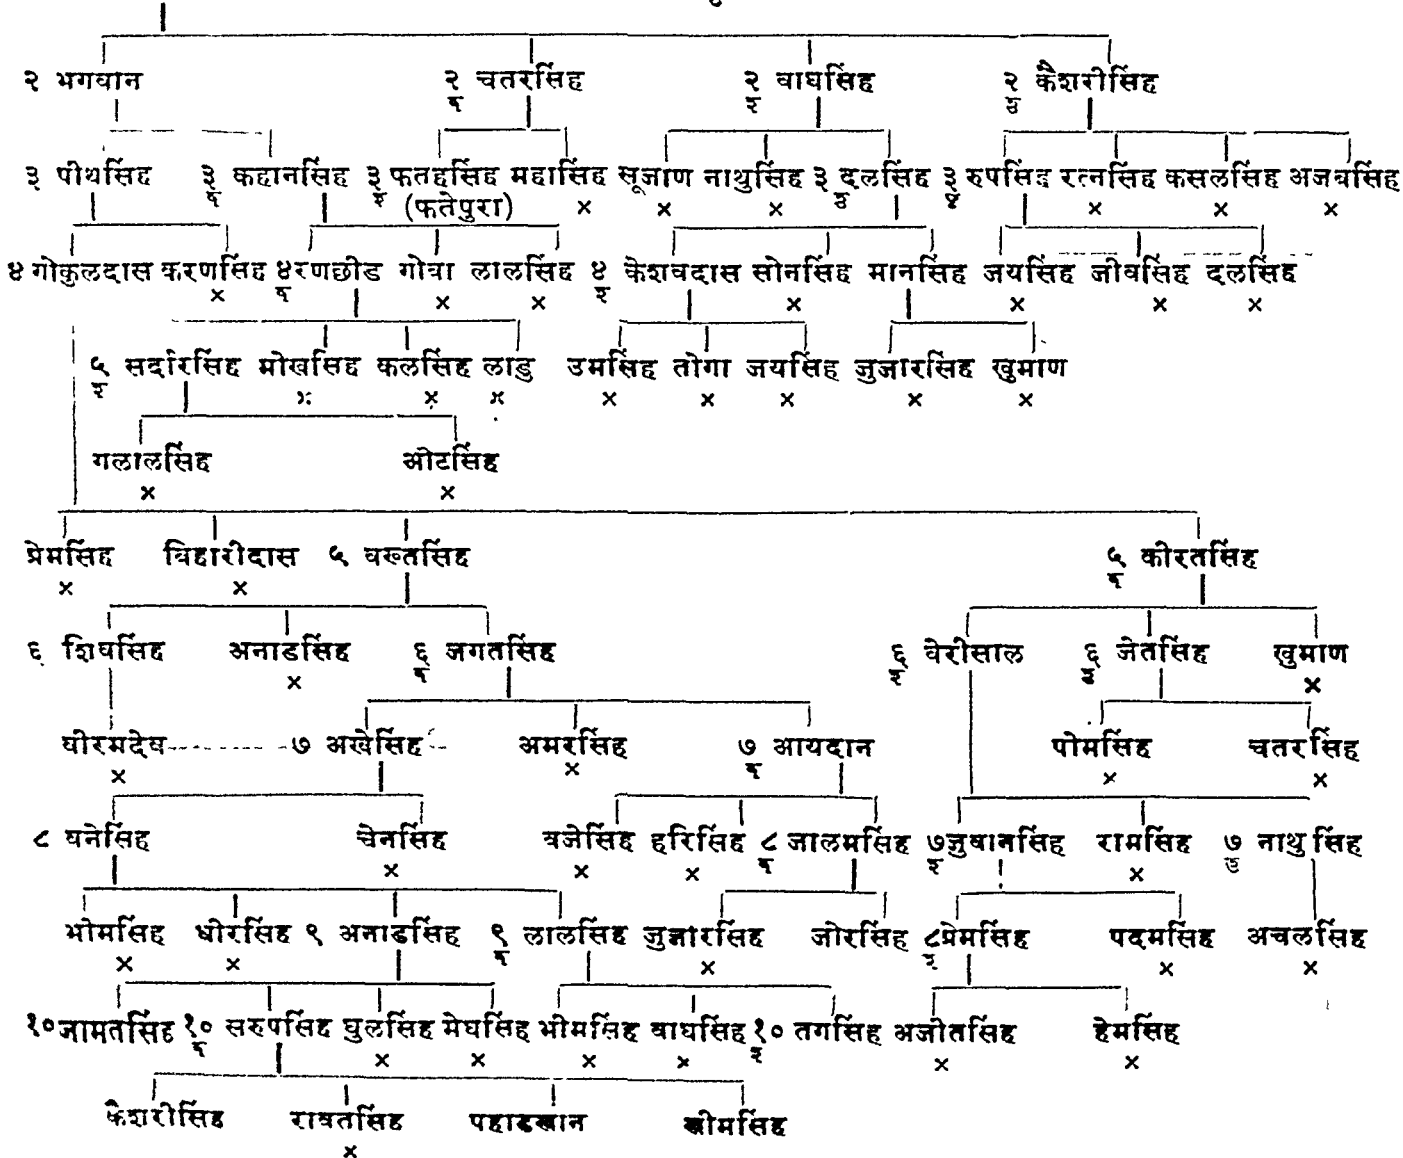 २ भगवान २ व चतरसिंह २ इ वाघसिंह २ उ कैशरीसिंह
३ पीथसिंह ३ व कहानसिंह ३ इ फतहसिंह महासिंह सूजाण नाथुसिंह ३ उ दलसिंह ३ रुपसिंह रत्नसिंह कसलसिंह अजबसिंह
(फतेपुरा) × × × × × ×
४ गोकुलदास करणसिंह ४ व रणछोड गोवा लालसिंह ४ इ केशवदास सोनसिंह मानसिंह जयसिंह जीवसिंह दलसिंह
× × × × × × ×
५ इ सर्दारसिंह मोखसिंह कलसिंह लाडु उमसिंह तोगा जयसिंह जुजारसिंह खुमाण
× × × × × × × ×
गलालसिंह ओटसिंह
× ×
प्रेमसिंह बिहारीदास ५ वख्तसिंह ५ व कीरतसिंह
× ×
६ शिवसिंह अनाडसिंह ६ व जगतसिंह ६ इ वेरीसाल ६ जेतसिंह खुमाण
× ×
वीरमदेव ७ अखेसिंह अमरसिंह ७ व आयदान पोमसिंह चतरसिंह
× × × ×
८ वनेसिंह चेनसिंह वजेसिंह हरिसिंह ८ व जालमसिंह ७ इ जुवानसिंह रामसिंह ७ उ नाथुसिंह
× × × ×
भीमसिंह धीरसिंह ९ अनाडसिंह ९ व लालसिंह जुजारसिंह जोरसिंह ८ इ प्रेमसिंह पदमसिंह अचलसिंह
× × × × ×
१० जामतसिंह १० व सरुपसिंह घुलसिंह मेघसिंह भीमसिंह वाघसिंह १० इ तगसिंह अजीतसिंह हेमसिंह
× × × × × ×
कैशरीसिंह रावतसिंह पहाडखान खीमसिंह
×